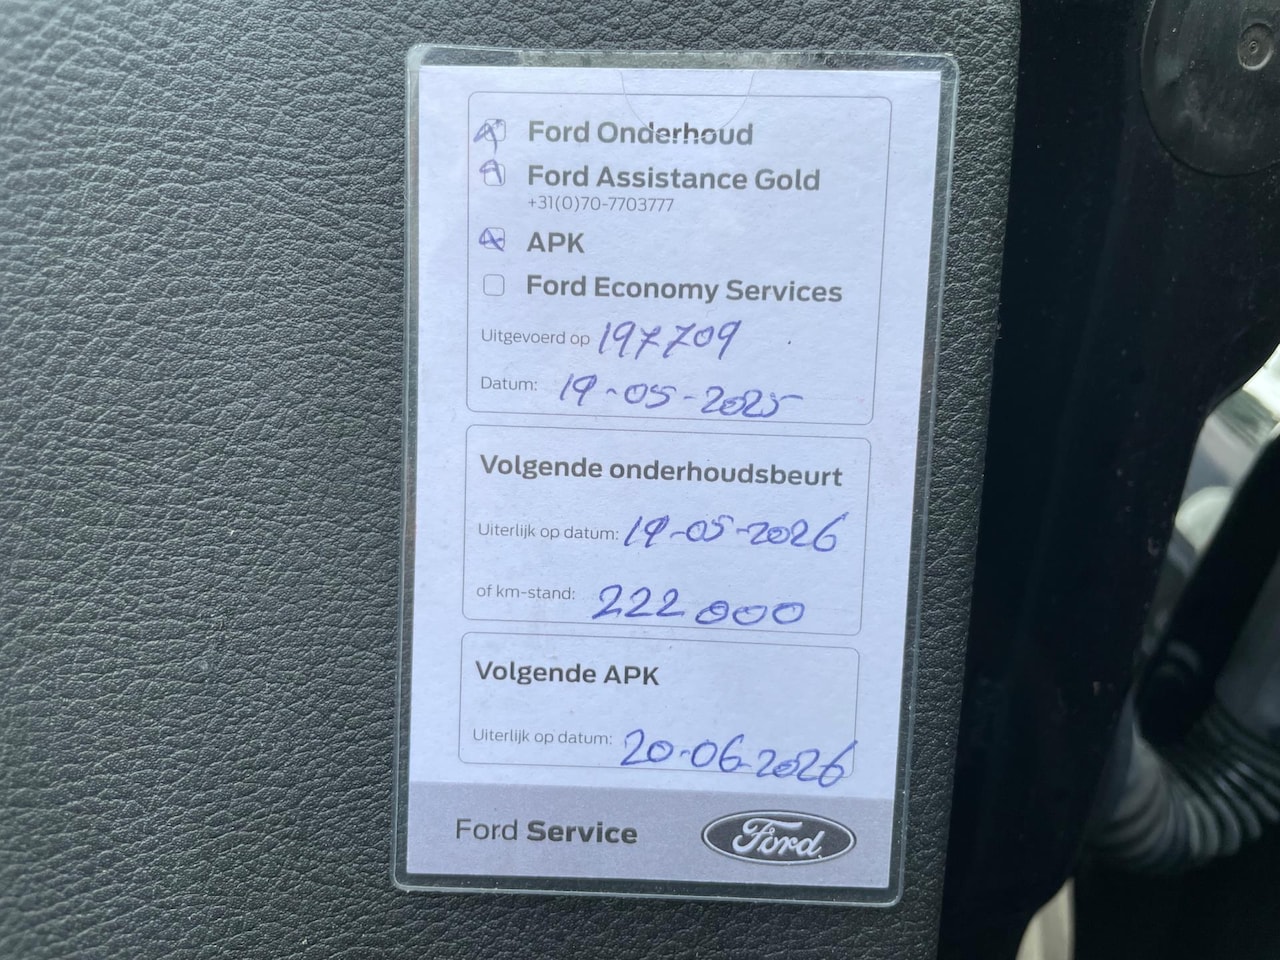 Ford Onderhoud
Ford Assistance Gold
+31(0)70-7703777
APK
Ford Economy Services
Uitgevoerd op 197709
Datum: 19-05-2025
Volgende onderhoudsbeurt
Uiterlijk op datum: 19-05-2026
of km-stand: 222 000
Volgende APK
Uiterlijk op datum: 20-06-2026
Ford Service Ford